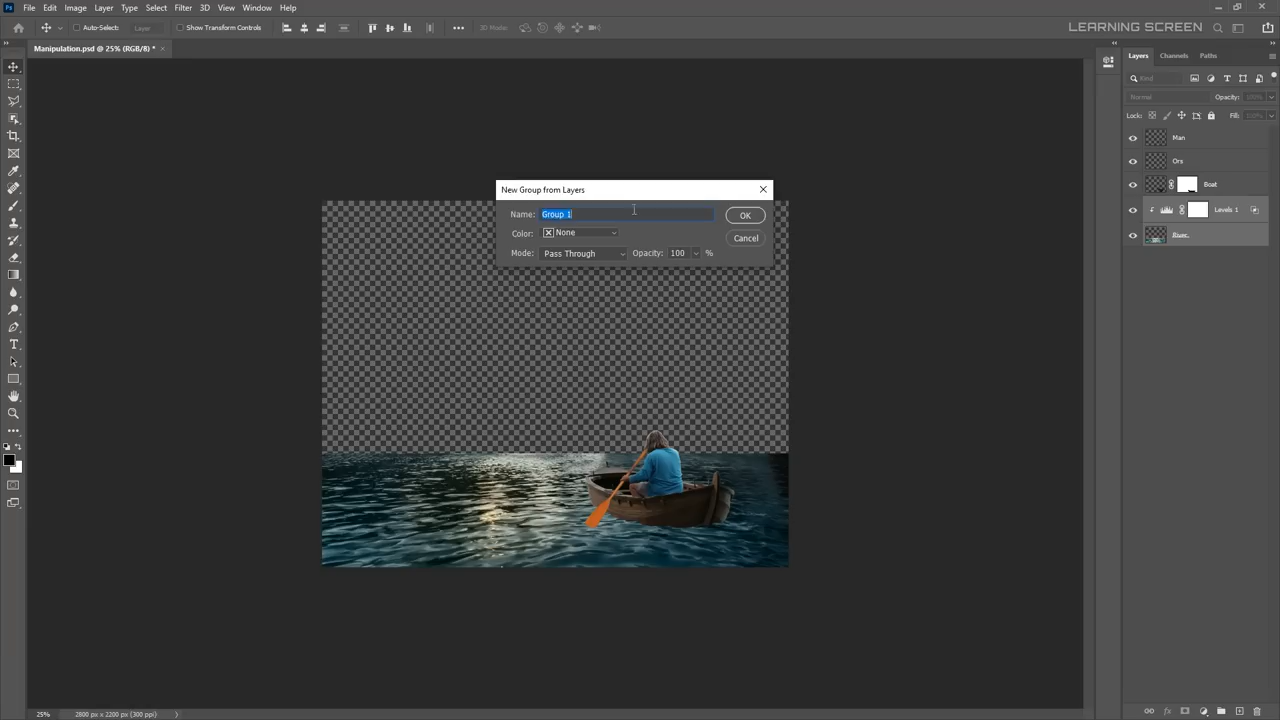 Ps File Edit Image Layer Type Select Filter 3D View Window Help
Auto-Select: Layer Show Transform Controls 3D Mode: LEARNING SCREEN
Manipulation.psd @ 25% (RGB/8) *
Layers Channels Paths
Kind
Normal Opacity: 100%
Lock: Fill: 100%
Man
Ors
Boat
Levels 1
River
New Group from Layers
Name: Group 1 OK
Color: None Cancel
Mode: Pass Through Opacity: 100 %
25% 2800 px x 2200 px (300 ppi)